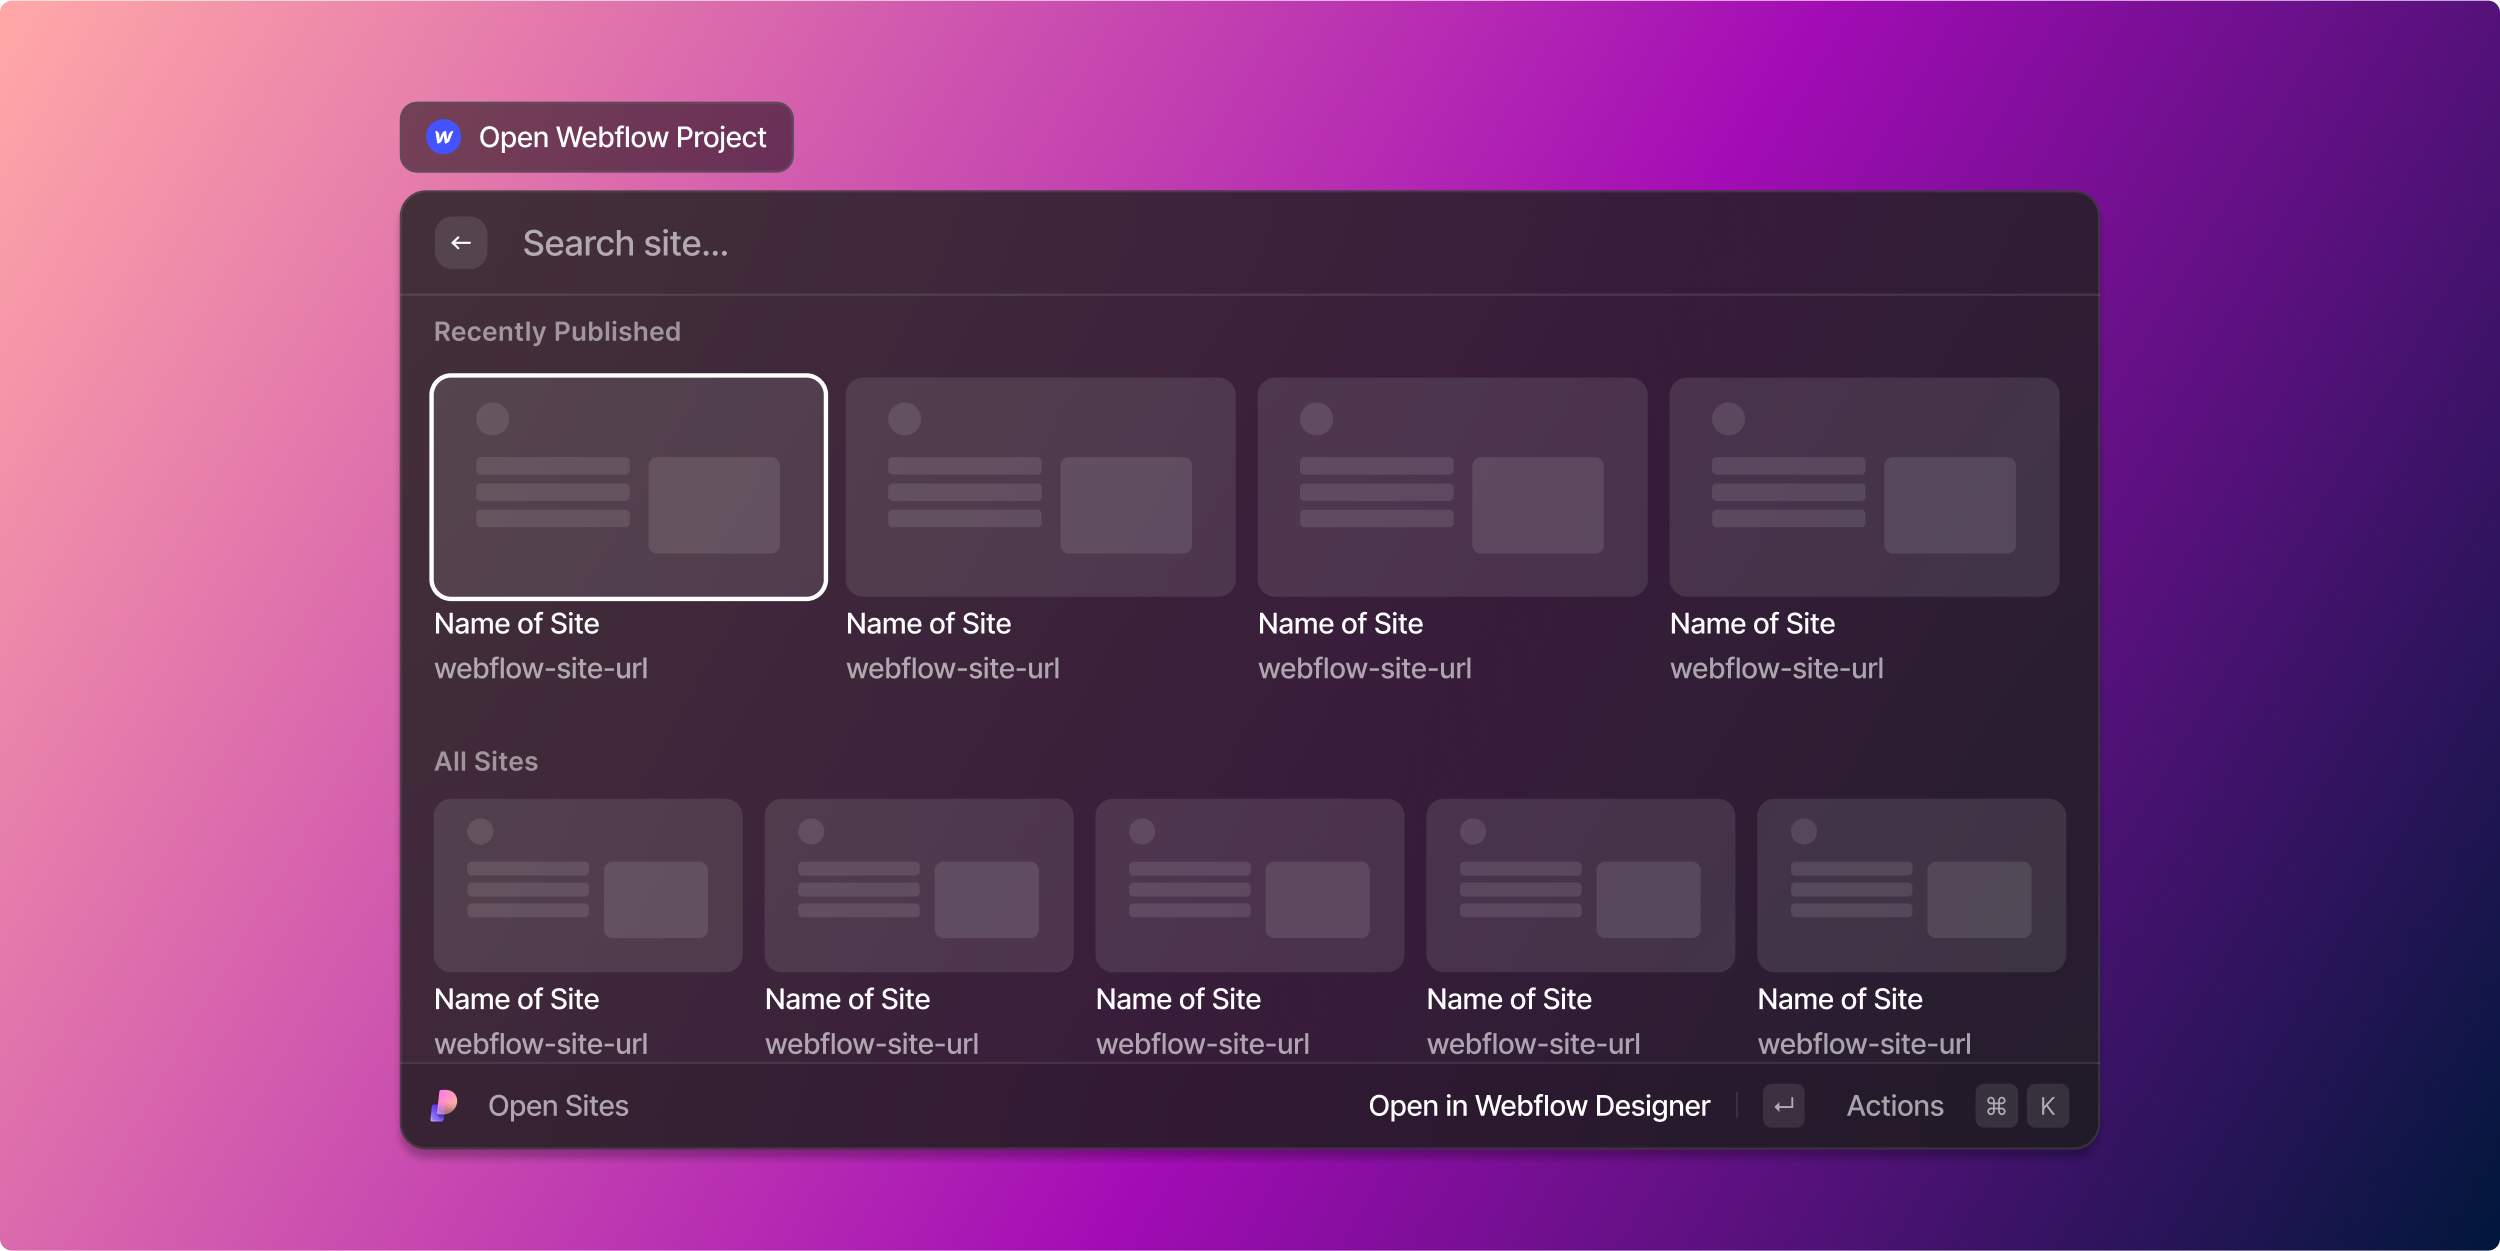 Open Webflow Project
Search site...
Recently Published
Name of Site Name of Site Name of Site Name of Site
webflow-site-url webflow-site-url webflow-site-url webflow-site-url
All Sites
Name of Site Name of Site Name of Site Name of Site Name of Site
webflow-site-url webflow-site-url webflow-site-url webflow-site-url webflow-site-url
Open Sites Open in Webflow Designer ↵ Actions ⌘ K